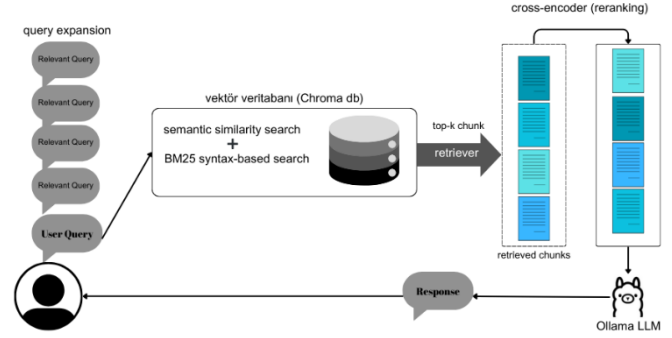 cross-encoder (reranking)
query expansion
Relevant Query
Relevant Query
Relevant Query
Relevant Query
User Query
vektör veritabanı (Chroma db)
semantic similarity search
+
BM25 syntax-based search
top-k chunk
retriever
retrieved chunks
Response
Ollama LLM